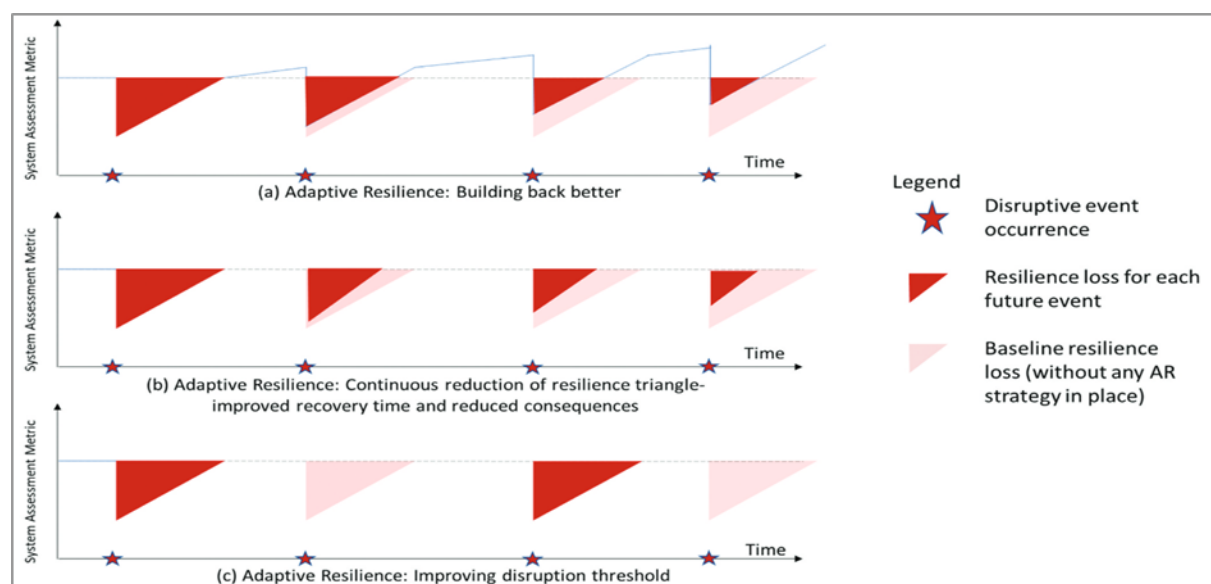 System Assessment Metric
Time
(a) Adaptive Resilience: Building back better
System Assessment Metric
Time
(b) Adaptive Resilience: Continuous reduction of resilience triangle-
improved recovery time and reduced consequences
System Assessment Metric
Time
(c) Adaptive Resilience: Improving disruption threshold
Legend
Disruptive event
occurrence
Resilience loss for each
future event
Baseline resilience
loss (without any AR
strategy in place)